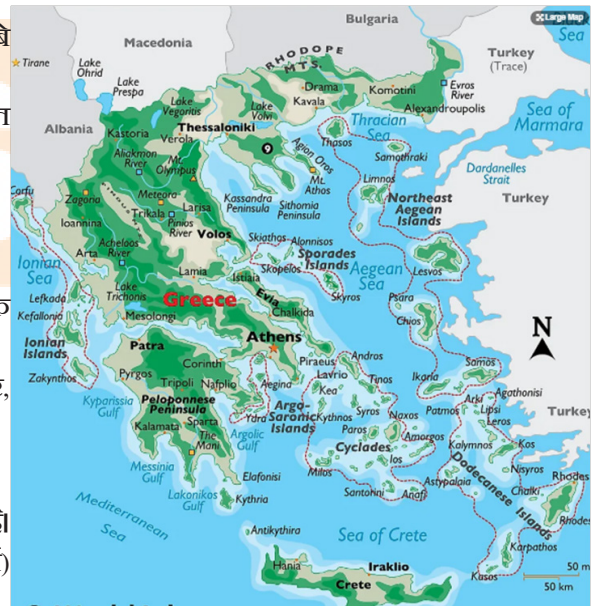 Large Map
Bulgaria
Sea
Macedonia
Turkey
(Trace)
Tirane
Lake
Ohrid
Lake
Prespa
RHODOPE
MTS.
Drama
Komotini
Evros
River
Kavala
Alexandroupolis
Lake
Vegoritis
Lake
Volvi
Thessaloniki
Thracian
Sea
Sea of
Marmara
Albania
Kastoria
Verola
Thasos
Samothraki
Aliakmon
River
Mt.
Olympus
9
Agion Oros
Mt.
Athos
Dardanelles
Strait
Limnos
Corfu
Zagoria
Meteora
Trikala
Larisa
Pinios
River
Kassandra
Peninsula
Sithomia
Peninsula
Northeast
Aegean
Islands
Turkey
Ioannina
Volos
Skiathos
Alonnisos
Acheloos
River
Arta
Sporades
Islands
Skopelos
Aegean
Sea
Lesvos
Ionian
Sea
Lamia
Istiaia
Skyros
Psara
Lefkada
Lake
Trichonis
Greece
Evia
Chalkida
Chios
Kefallonia
Mesolongi
N
Ionian
Islands
Patra
Athens
Zakynthos
Corinth
Piraeus
Andros
Samos
Pyrgos
Lavrio
Tripoli
Nafplio
Aegina
Kea
Tinos
Ikaria
Agathonisi
Arki
Kyparissia
Gulf
Peloponnese
Peninsula
Argo-
Saronic
Islands
Ydra
Kythnos
Syros
Naxos
Patmos
Lipsi
Leros
Turkey
Kalamata
Sparta
The
Mani
Argolic
Gulf
Paros
Amorgos
Kalymnos
Kos
Cyclades
Ios
Messinia
Gulf
Milos
Astypalaia
Nisyros
Elafonisi
Santorini
Anafi
Chalki
Rhodes
Lakonikos
Gulf
Kythria
Dodecanese Islands
Rhodes
Mediterranean
Sea
Antikythira
Sea of Crete
Karpathos
Hania
Iraklio
Kasos
50 m
50 km
Crete